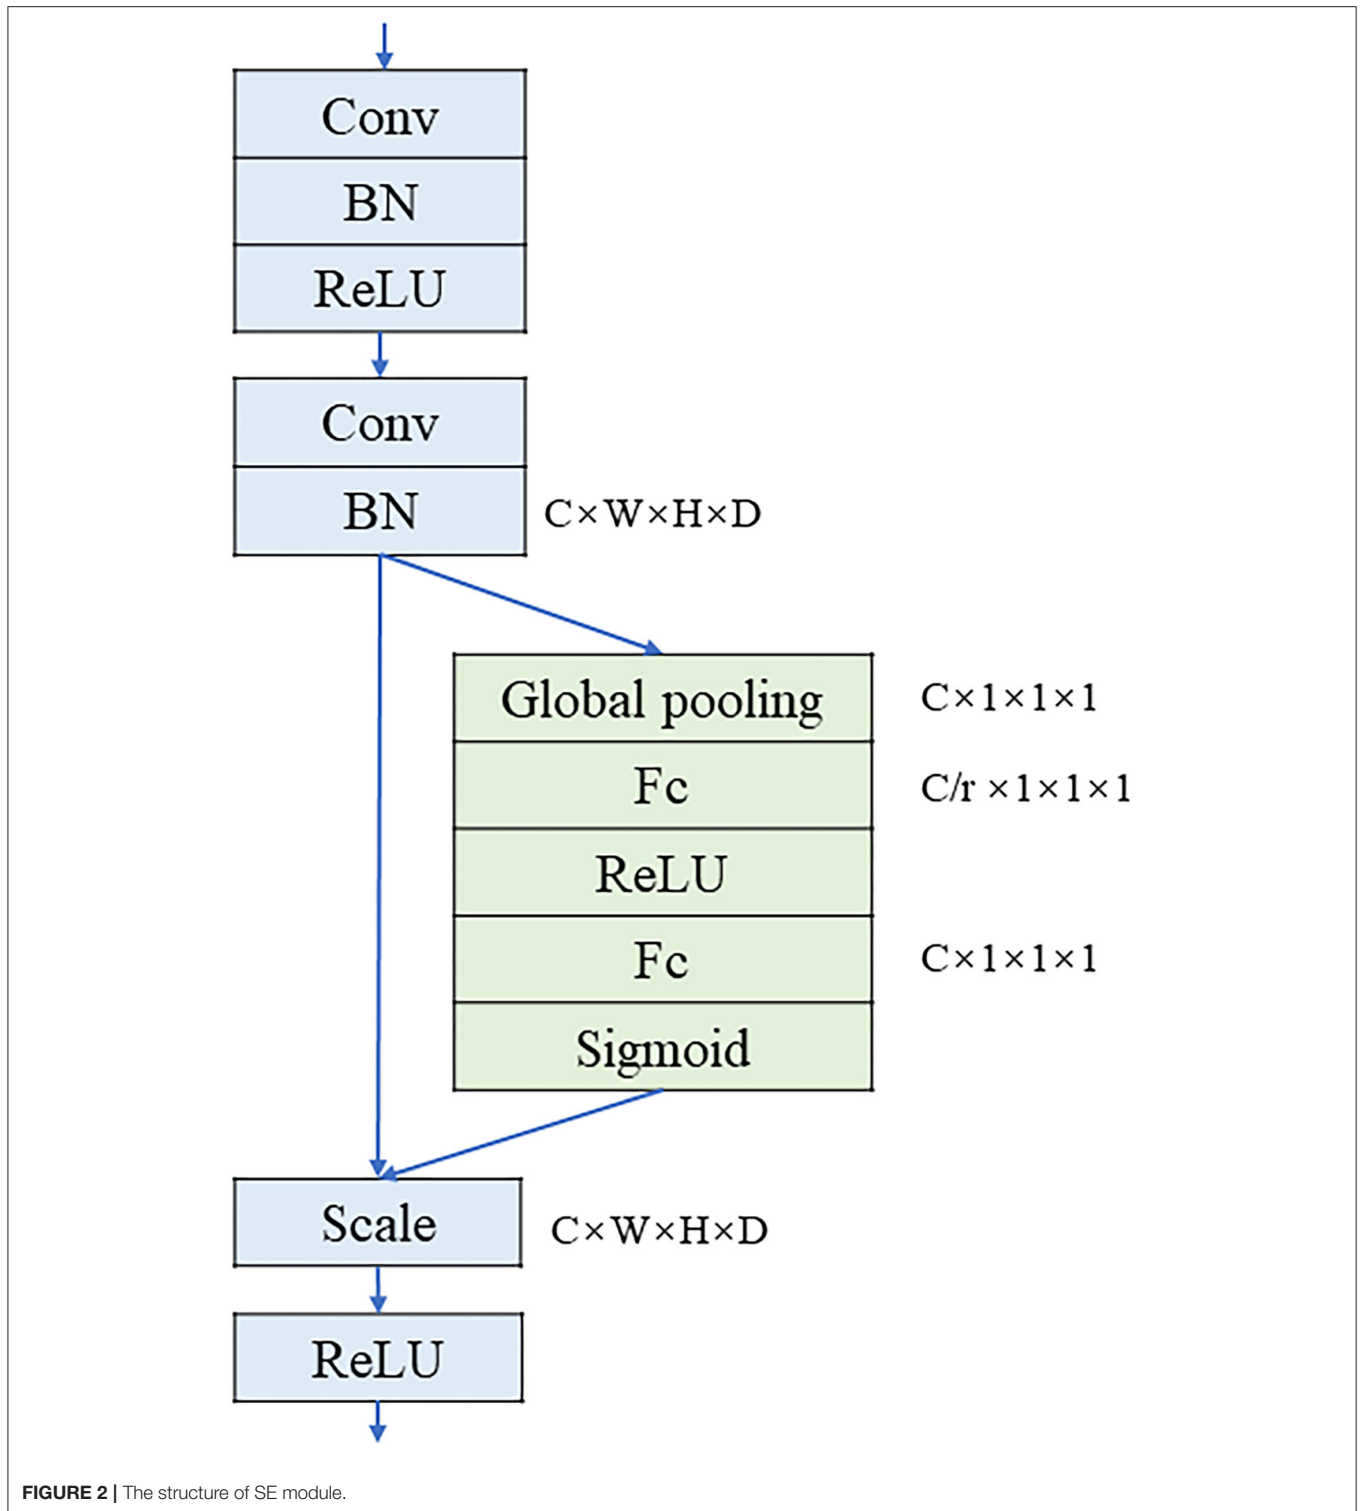 Conv
BN
ReLU
Conv
BN C×W×H×D
Global pooling C×1×1×1
Fc C/r ×1×1×1
ReLU
Fc C×1×1×1
Sigmoid
Scale C×W×H×D
ReLU
FIGURE 2 | The structure of SE module.